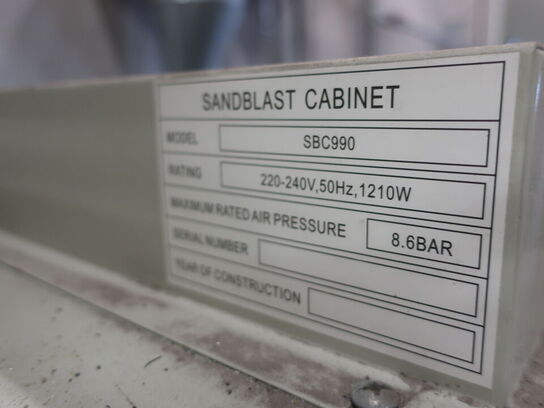 SANDBLAST CABINET
MODEL SBC990
RATING 220-240V,50Hz,1210W
MAXIMUM RATED AIR PRESSURE 8.6BAR
SERIAL NUMBER
YEAR OF CONSTRUCTION